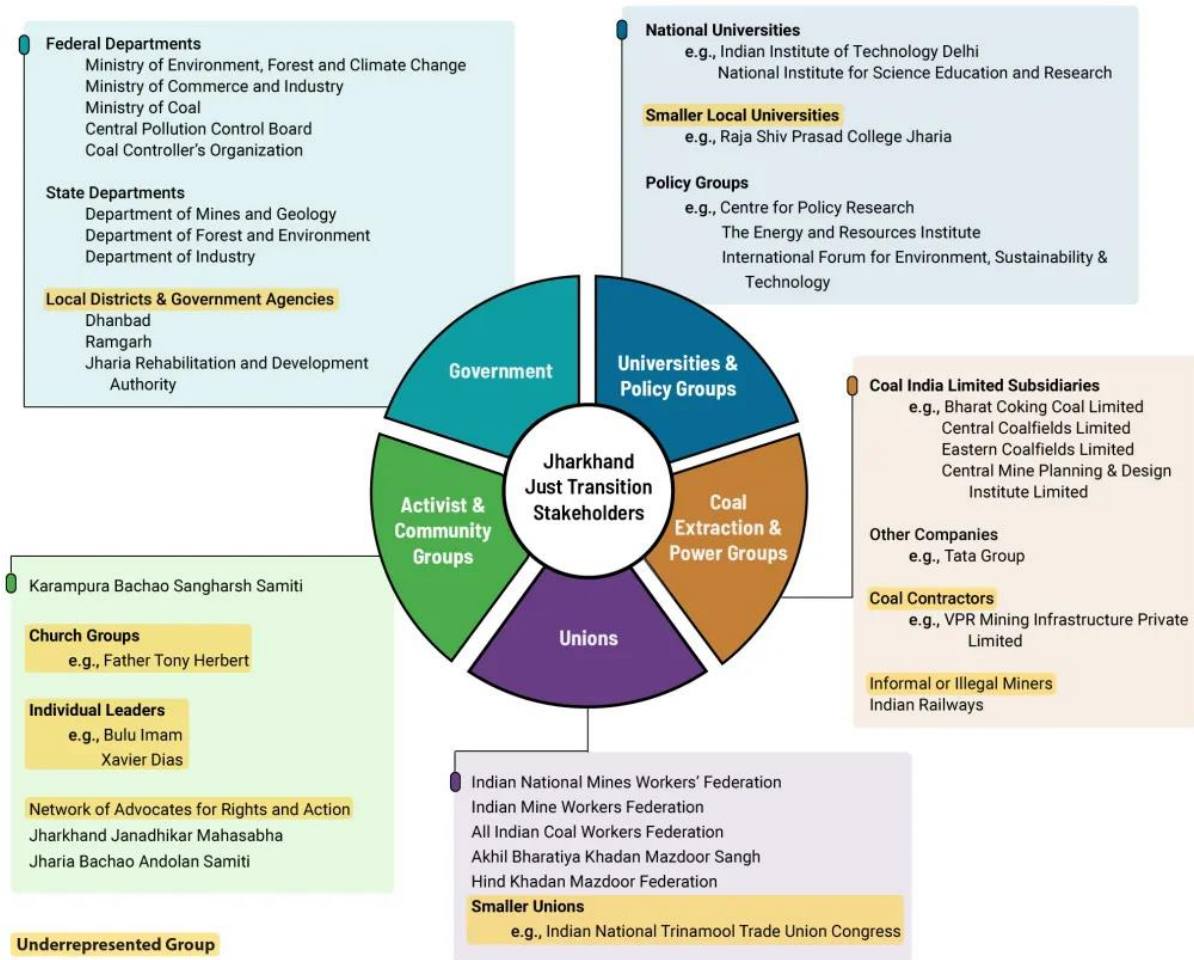 Federal Departments
Ministry of Environment, Forest and Climate Change
Ministry of Commerce and Industry
Ministry of Coal
Central Pollution Control Board
Coal Controller's Organization
State Departments
Department of Mines and Geology
Department of Forest and Environment
Department of Industry
Local Districts & Government Agencies
Dhanbad
Ramgarh
Jharia Rehabilitation and Development
Authority
National Universities
e.g., Indian Institute of Technology Delhi
National Institute for Science Education and Research
Smaller Local Universities
e.g., Raja Shiv Prasad College Jharia
Policy Groups
e.g., Centre for Policy Research
The Energy and Resources Institute
International Forum for Environment, Sustainability &
Technology
Government
Universities &
Policy Groups
Jharkhand
Just Transition
Stakeholders
Activist &
Community
Groups
Coal
Extraction &
Power Groups
Unions
Coal India Limited Subsidiaries
e.g., Bharat Coking Coal Limited
Central Coalfields Limited
Eastern Coalfields Limited
Central Mine Planning & Design
Institute Limited
Other Companies
e.g., Tata Group
Coal Contractors
e.g., VPR Mining Infrastructure Private
Limited
Informal or Illegal Miners
Indian Railways
Karampura Bachao Sangharsh Samiti
Church Groups
e.g., Father Tony Herbert
Individual Leaders
e.g., Bulu Imam
Xavier Dias
Network of Advocates for Rights and Action
Jharkhand Janadhikar Mahasabha
Jharia Bachao Andolan Samiti
Indian National Mines Workers' Federation
Indian Mine Workers Federation
All Indian Coal Workers Federation
Akhil Bharatiya Khadan Mazdoor Sangh
Hind Khadan Mazdoor Federation
Smaller Unions
e.g., Indian National Trinamool Trade Union Congress
Underrepresented Group